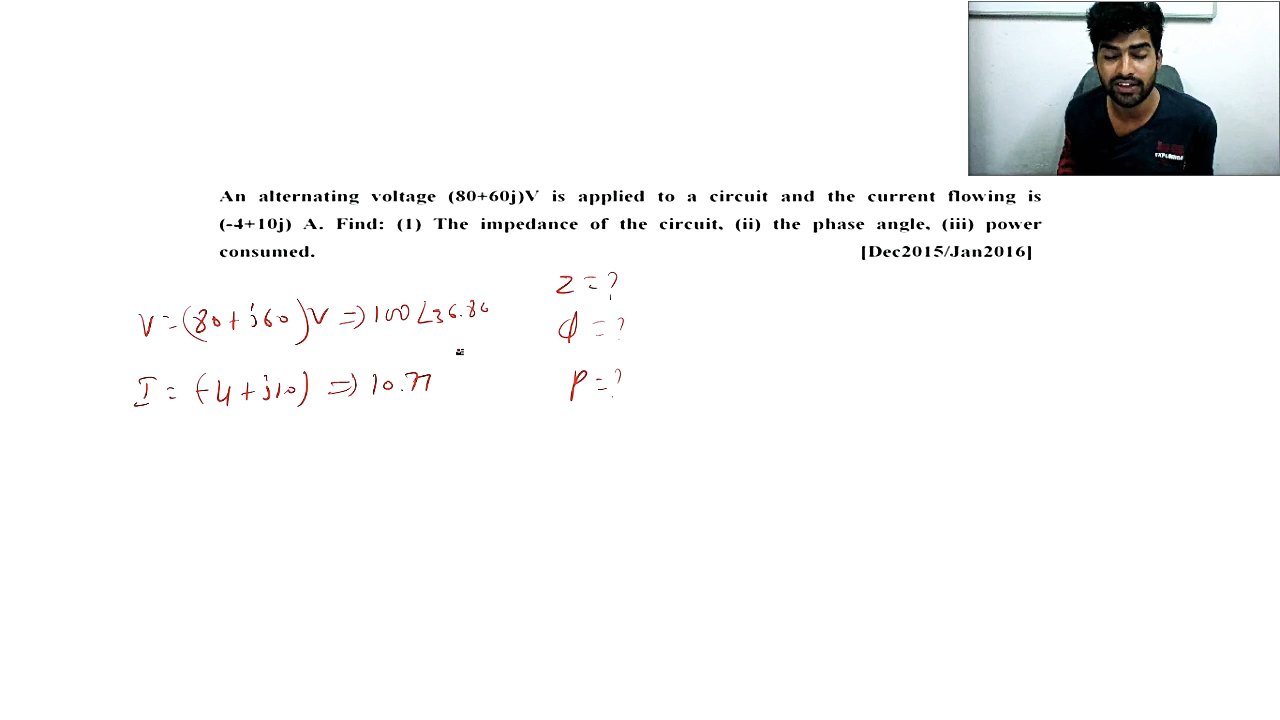 An alternating voltage (80+60j)V is applied to a circuit and the current flowing is
(-4+10j) A. Find: (1) The impedance of the circuit, (ii) the phase angle, (iii) power
consumed. [Dec2015/Jan2016]
Z = ?
V = (80 + j60)V => 100 ∠36.86
ϕ = ?
I = (-4 + j10) => 10.77
P = ?